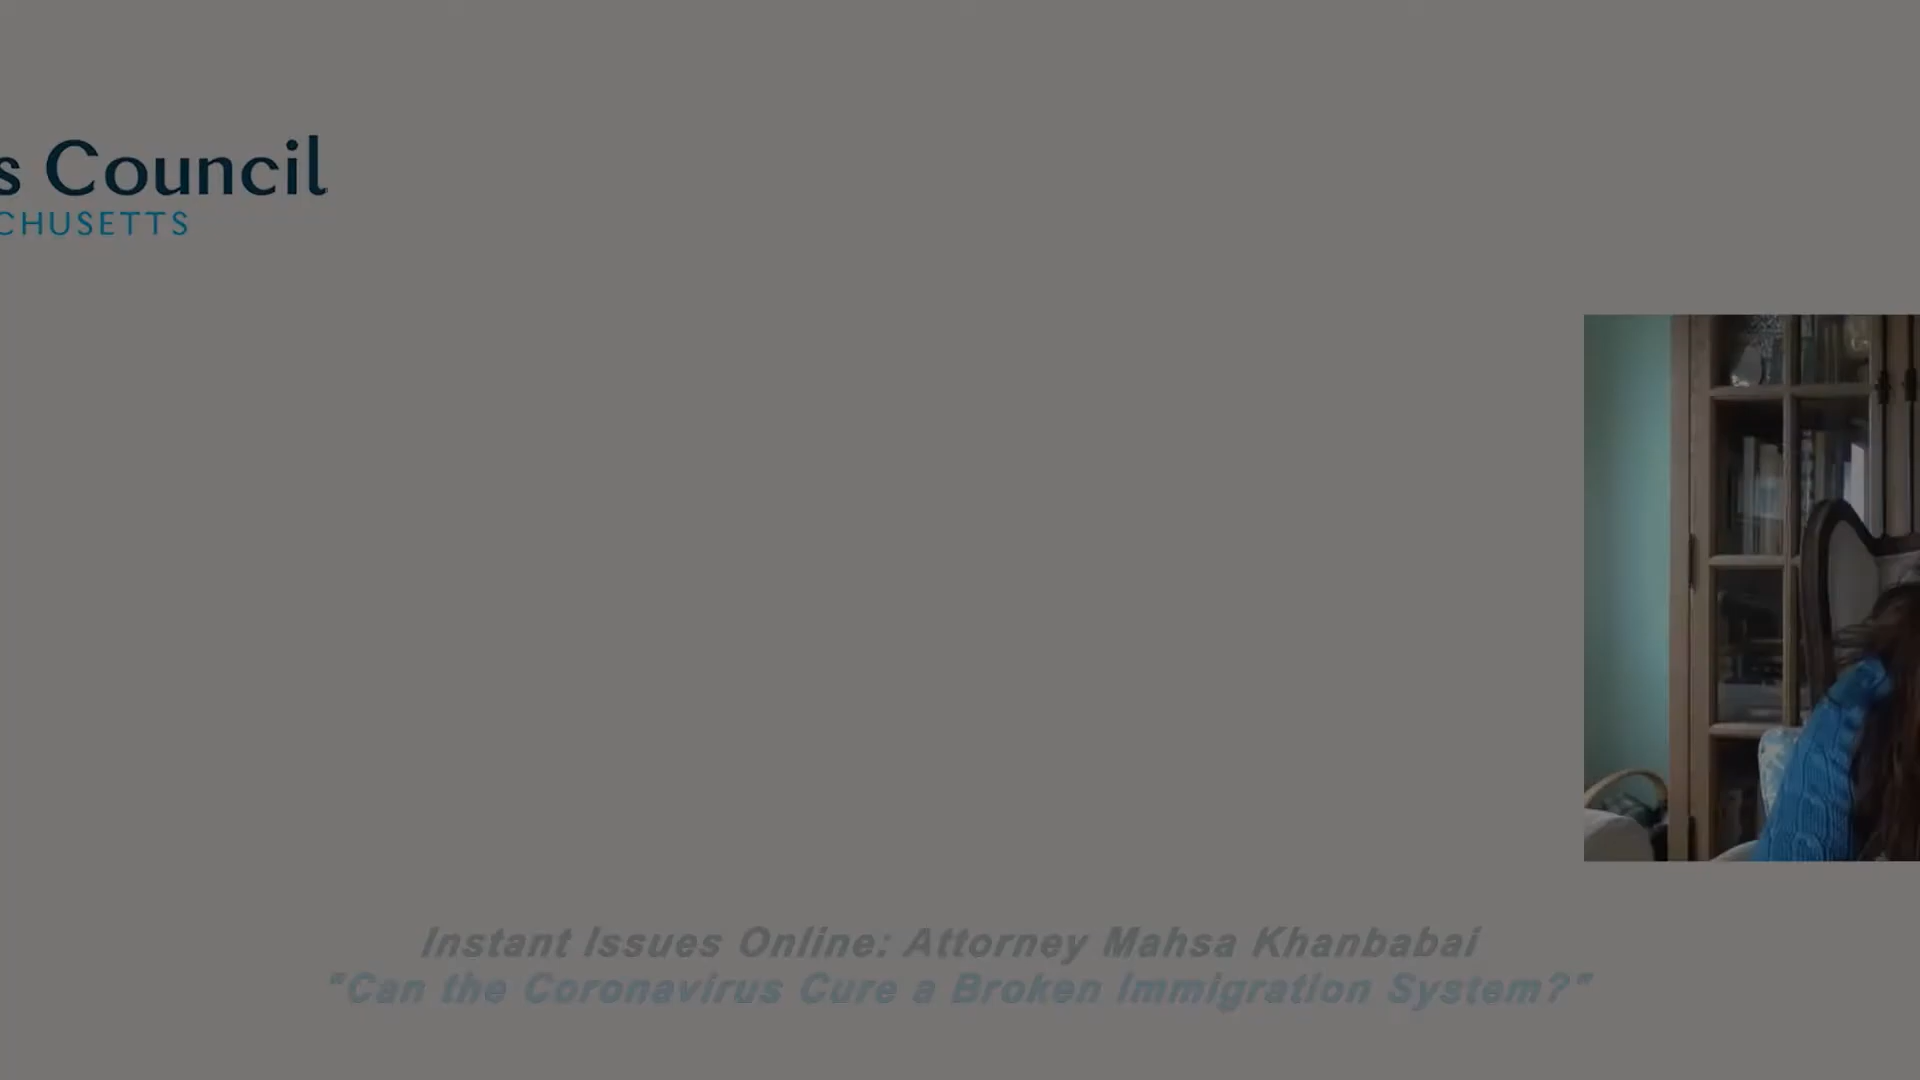 s Council
CHUSETTS
Instant Issues Online: Attorney Mahsa Khanbabai
"Can the Coronavirus Cure a Broken Immigration System?"